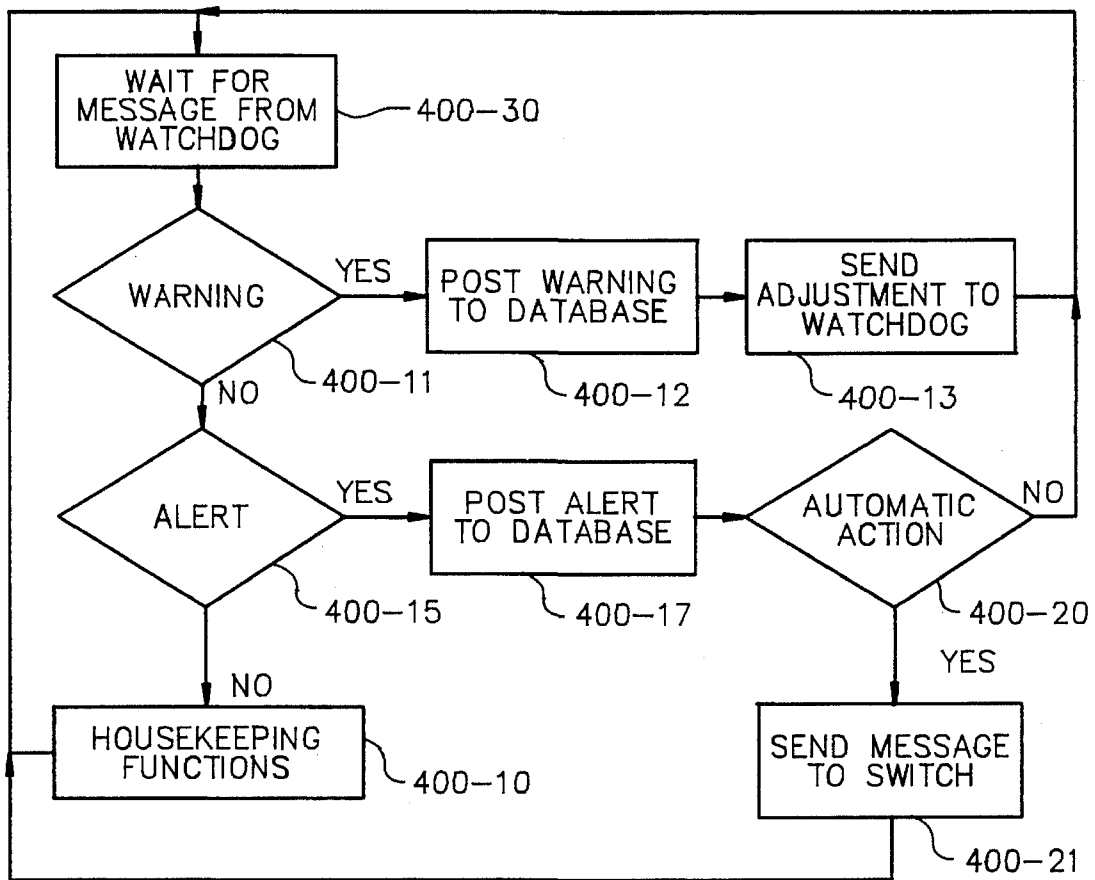 WAIT FOR
MESSAGE FROM
WATCHDOG
400-30
WARNING
YES
400-11
NO
POST WARNING
TO DATABASE
400-12
SEND
ADJUSTMENT TO
WATCHDOG
400-13
ALERT
YES
400-15
NO
POST ALERT
TO DATABASE
400-17
AUTOMATIC
ACTION
NO
400-20
YES
HOUSEKEEPING
FUNCTIONS
400-10
SEND MESSAGE
TO SWITCH
400-21